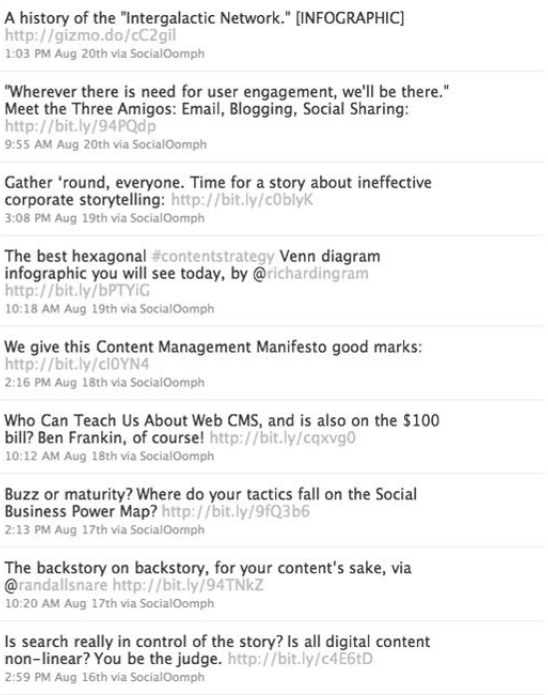 A history of the "Intergalactic Network." [INFOGRAPHIC]
http://gizmo.do/cC2gil
1:03 PM Aug 20th via SocialOomph
"Wherever there is need for user engagement, we'll be there."
Meet the Three Amigos: Email, Blogging, Social Sharing:
http://bit.ly/94PQdp
9:55 AM Aug 20th via SocialOomph
Gather ‘round, everyone. Time for a story about ineffective
corporate storytelling: http://bit.ly/c0blyK
3:08 PM Aug 19th via SocialOomph
The best hexagonal #contentstrategy Venn diagram
infographic you will see today, by @richardingram
http://bit.ly/bPTYiG
10:18 AM Aug 19th via SocialOomph
We give this Content Management Manifesto good marks:
http://bit.ly/cl0YN4
2:16 PM Aug 18th via SocialOomph
Who Can Teach Us About Web CMS, and is also on the $100
bill? Ben Frankin, of course! http://bit.ly/cqxvg0
10:12 AM Aug 18th via SocialOomph
Buzz or maturity? Where do your tactics fall on the Social
Business Power Map? http://bit.ly/9fQ3b6
2:13 PM Aug 17th via SocialOomph
The backstory on backstory, for your content's sake, via
@randallsnare http://bit.ly/94TNkZ
10:20 AM Aug 17th via SocialOomph
Is search really in control of the story? Is all digital content
non-linear? You be the judge. http://bit.ly/c4E6tD
2:59 PM Aug 16th via SocialOomph